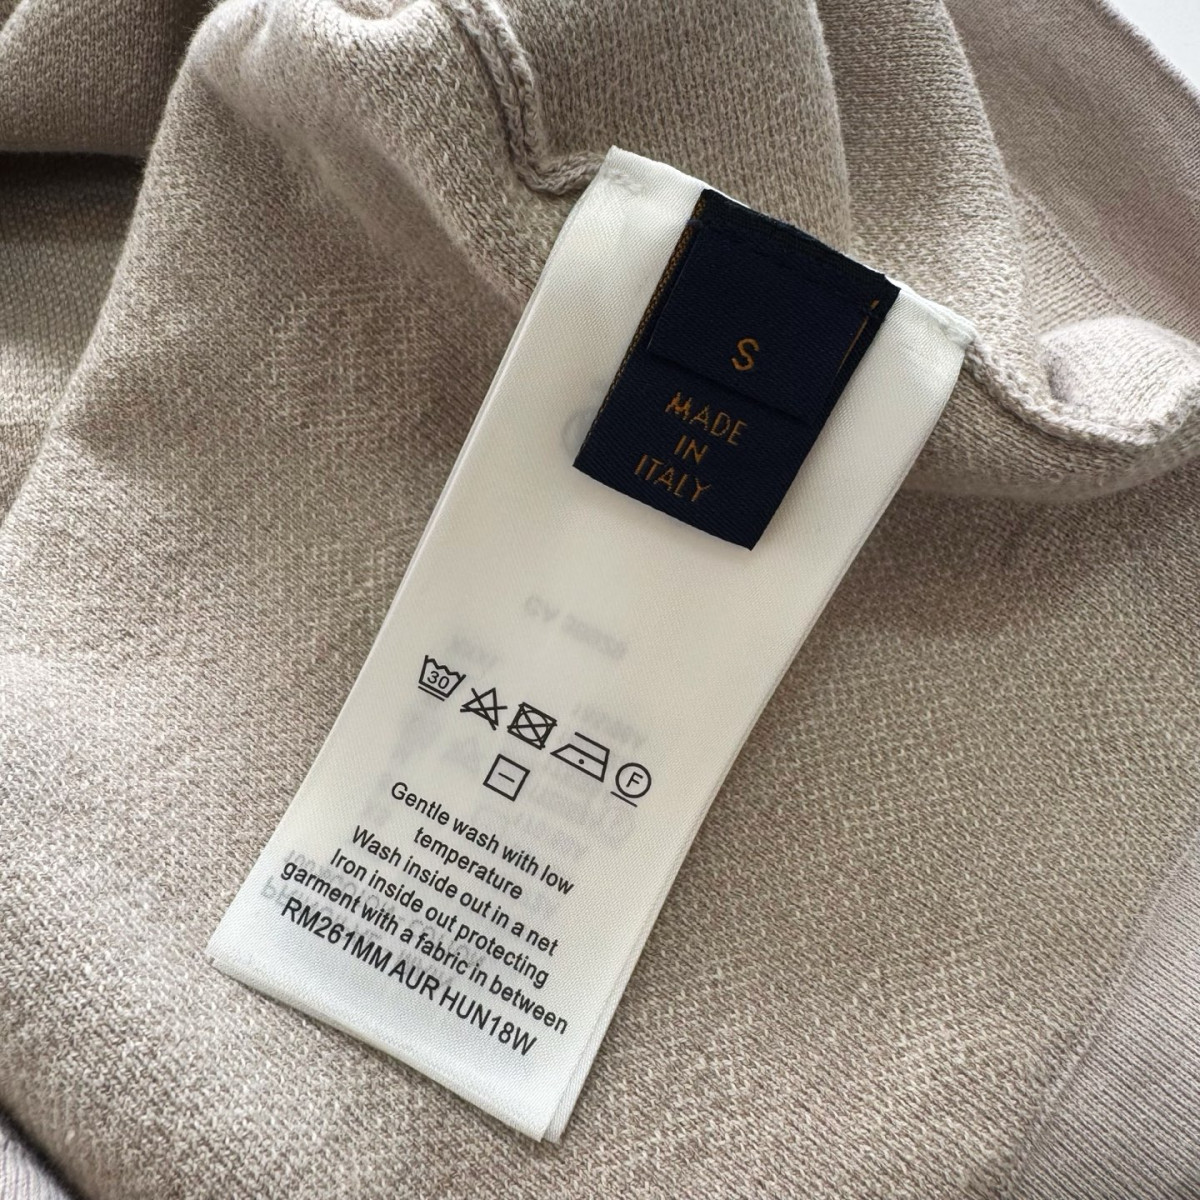 S
MADE
IN
ITALY
30
F
Gentle wash with low
temperature
Wash inside out in a net
Iron inside out protecting
garment with a fabric in between
RM261MM AUR HUN18W